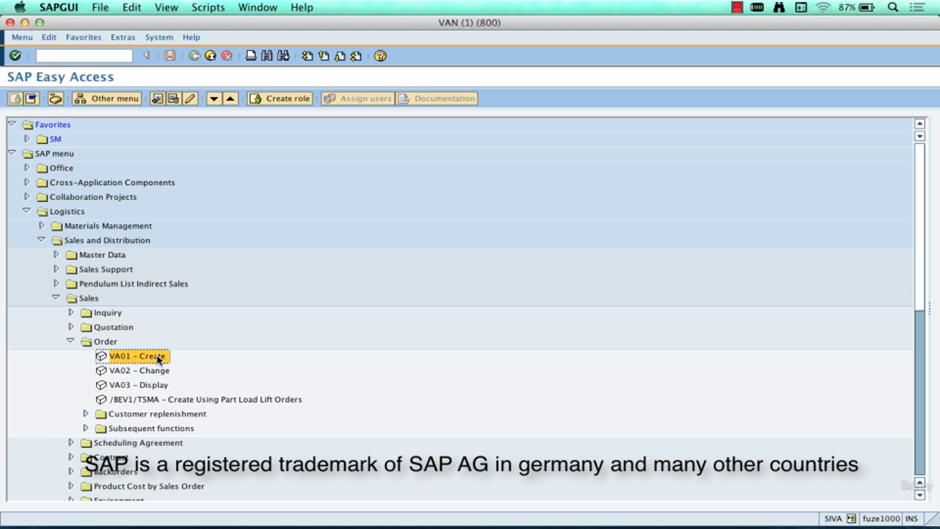 SAPGUI File Edit View Scripts Window Help 87%
VAN (1) (800)
Menu Edit Favorites Extras System Help
SAP Easy Access
Other menu Create role Assign users Documentation
Favorites
SM
SAP menu
Office
Cross-Application Components
Collaboration Projects
Logistics
Materials Management
Sales and Distribution
Master Data
Sales Support
Pendulum List Indirect Sales
Sales
Inquiry
Quotation
Order
VA01 - Create
VA02 - Change
VA03 - Display
/BEV1/TSMA - Create Using Part Load Lift Orders
Customer replenishment
Subsequent functions
Scheduling Agreement
SAP is a registered trademark of SAP AG in germany and many other countries
Backorders
Product Cost by Sales Order
Environment
SIVA fuze1000 INS